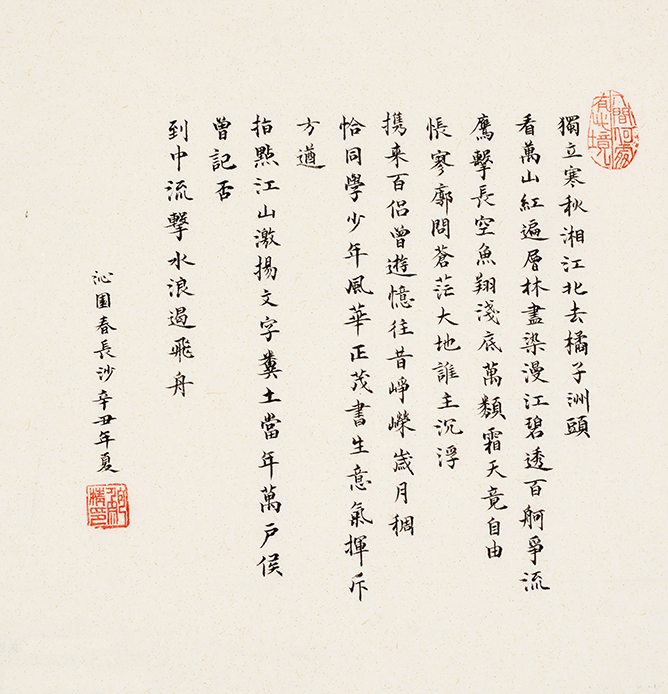 獨立寒秋湘江北去橘子洲頭
看萬山紅遍層林盡染漫江碧透百舸爭流
鷹擊長空魚翔淺底萬類霜天竟自由
悵寥廓問蒼茫大地誰主沉浮
携来百侣曾遊憶往昔崢嶸歲月稠
恰同學少年風華正茂書生意氣揮斥
方遒
指點江山激揚文字糞土當年萬戶侯
曾記否
到中流擊水浪遏飛舟
沁園春長沙辛丑年夏